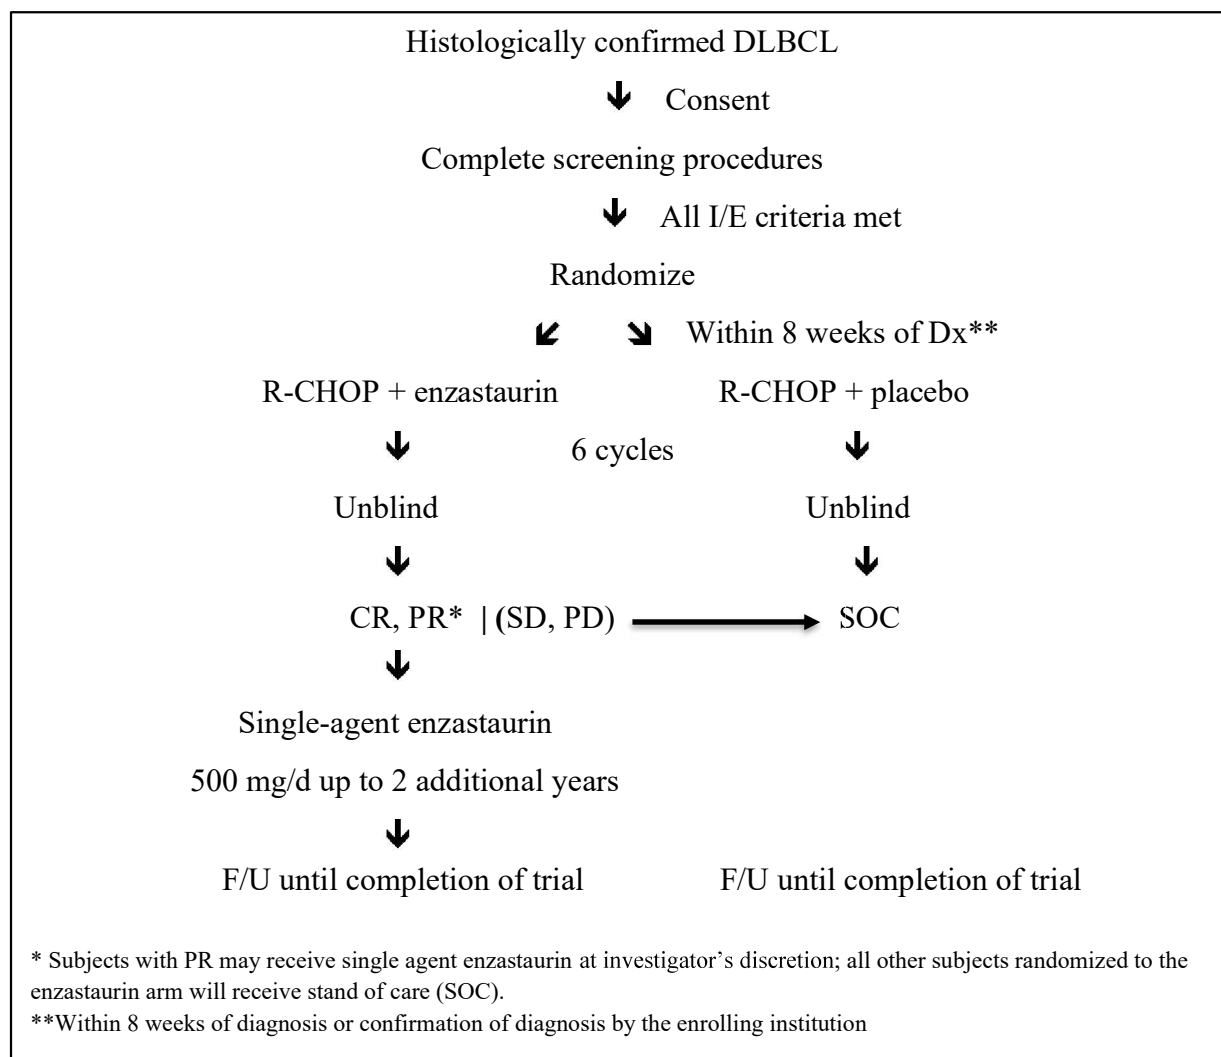 Histologically confirmed DLBCL
🡻 Consent
Complete screening procedures
🡻 All I/E criteria met
Randomize
🡿 🡾 Within 8 weeks of Dx**
R-CHOP + enzastaurin R-CHOP + placebo
🡻 6 cycles 🡻
Unblind Unblind
🡻 🡻
CR, PR* | (SD, PD) SOC
🡻
Single-agent enzastaurin
500 mg/d up to 2 additional years
🡻
F/U until completion of trial F/U until completion of trial
* Subjects with PR may receive single agent enzastaurin at investigator's discretion; all other subjects randomized to the
enzastaurin arm will receive stand of care (SOC).
**Within 8 weeks of diagnosis or confirmation of diagnosis by the enrolling institution